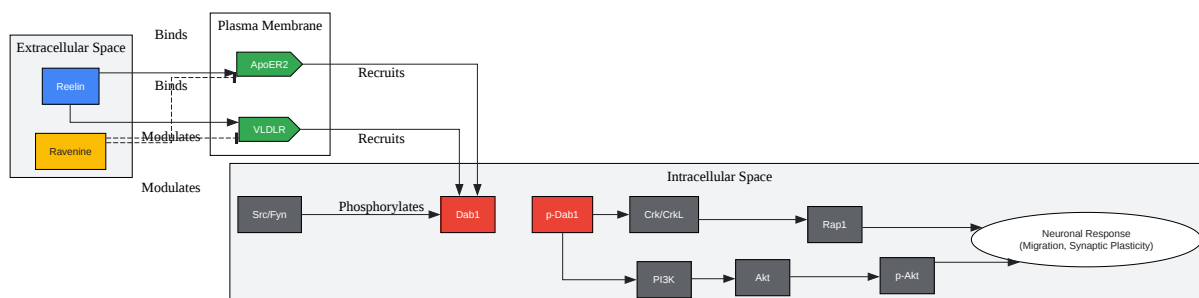 Plasma Membrane
Binds
Extracellular Space
ApoER2
Recruits
Reelin
Binds
VLDLR
Modulates
Recruits
Ravenine
Modulates
Intracellular Space
Src/Fyn
Phosphorylates
Dab1
p-Dab1
Crk/CrkL
Rap1
Neuronal Response
(Migration, Synaptic Plasticity)
PI3K
Akt
p-Akt